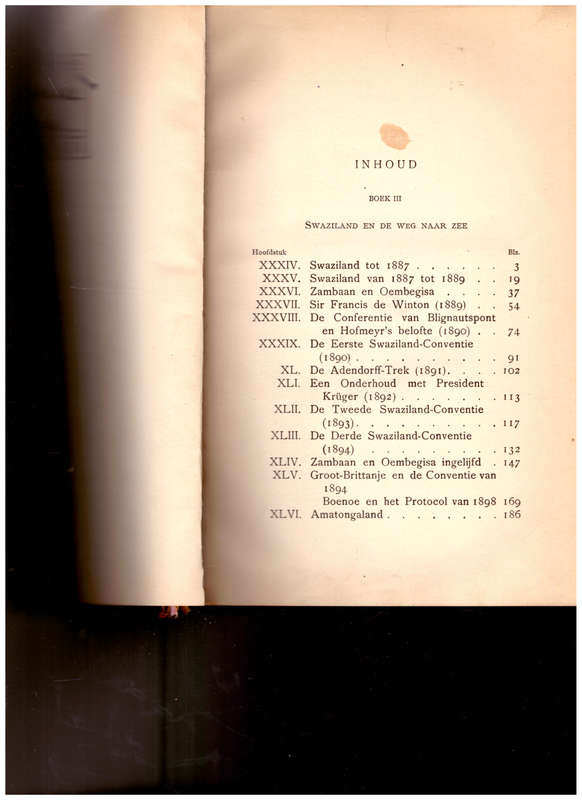 INHOUD
BOEK III
SWAZILAND EN DE WEG NAAR ZEE
Hoofdstuk Blz.
XXXIV. Swaziland tot 1887 . . . . . . 3
XXXV. Swaziland van 1887 tot 1889 . . 19
XXXVI. Zambaan en Oembegisa . . . . 37
XXXVII. Sir Francis de Winton (1889) . . 54
XXXVIII. De Conferentie van Blignautspont
en Hofmeyr's belofte (1890) . . 74
XXXIX. De Eerste Swaziland-Conventie
(1890) . . . . . . . . . . 91
XL. De Adendorff-Trek (1891). . . . 102
XLI. Een Onderhoud met President
Krüger (1892) . . . . . . . 113
XLII. De Tweede Swaziland-Conventie
(1893). . . . . . . . . . 117
XLIII. De Derde Swaziland-Conventie
(1894) . . . . . . . . . 132
XLIV. Zambaan en Oembegisa ingelijfd . 147
XLV. Groot-Brittanje en de Conventie van
1894
Boenoe en het Protocol van 1898 169
XLVI. Amatongaland . . . . . . . . 186